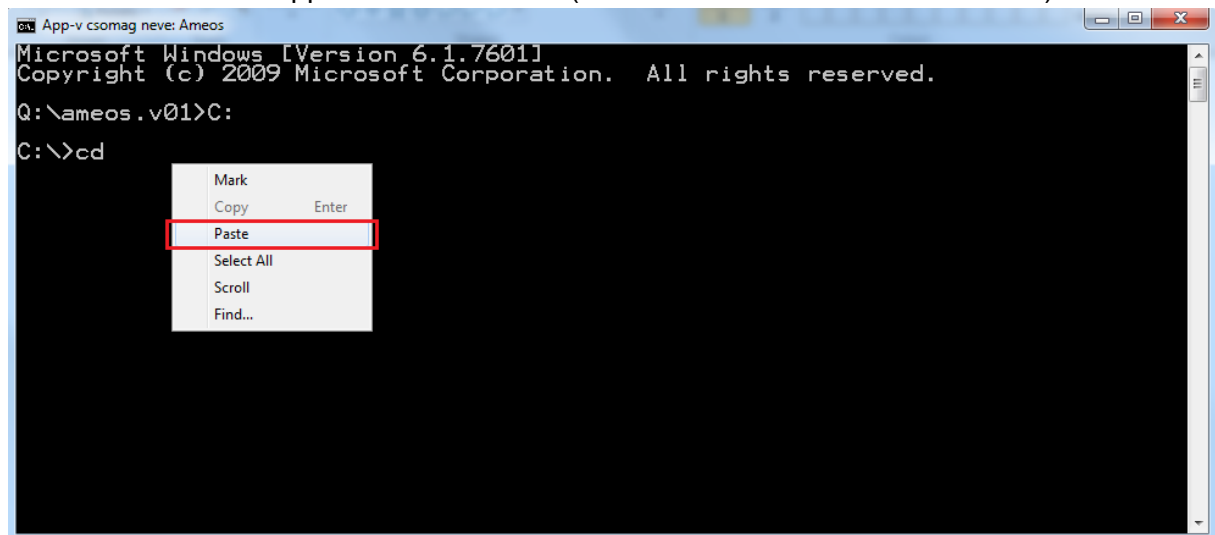 App-v csomag neve: Ameos
Microsoft Windows [Version 6.1.7601]
Copyright (c) 2009 Microsoft Corporation.  All rights reserved.
Q:\ameos.v01>C:
C:\>cd
Mark
Copy Enter
Paste
Select All
Scroll
Find...